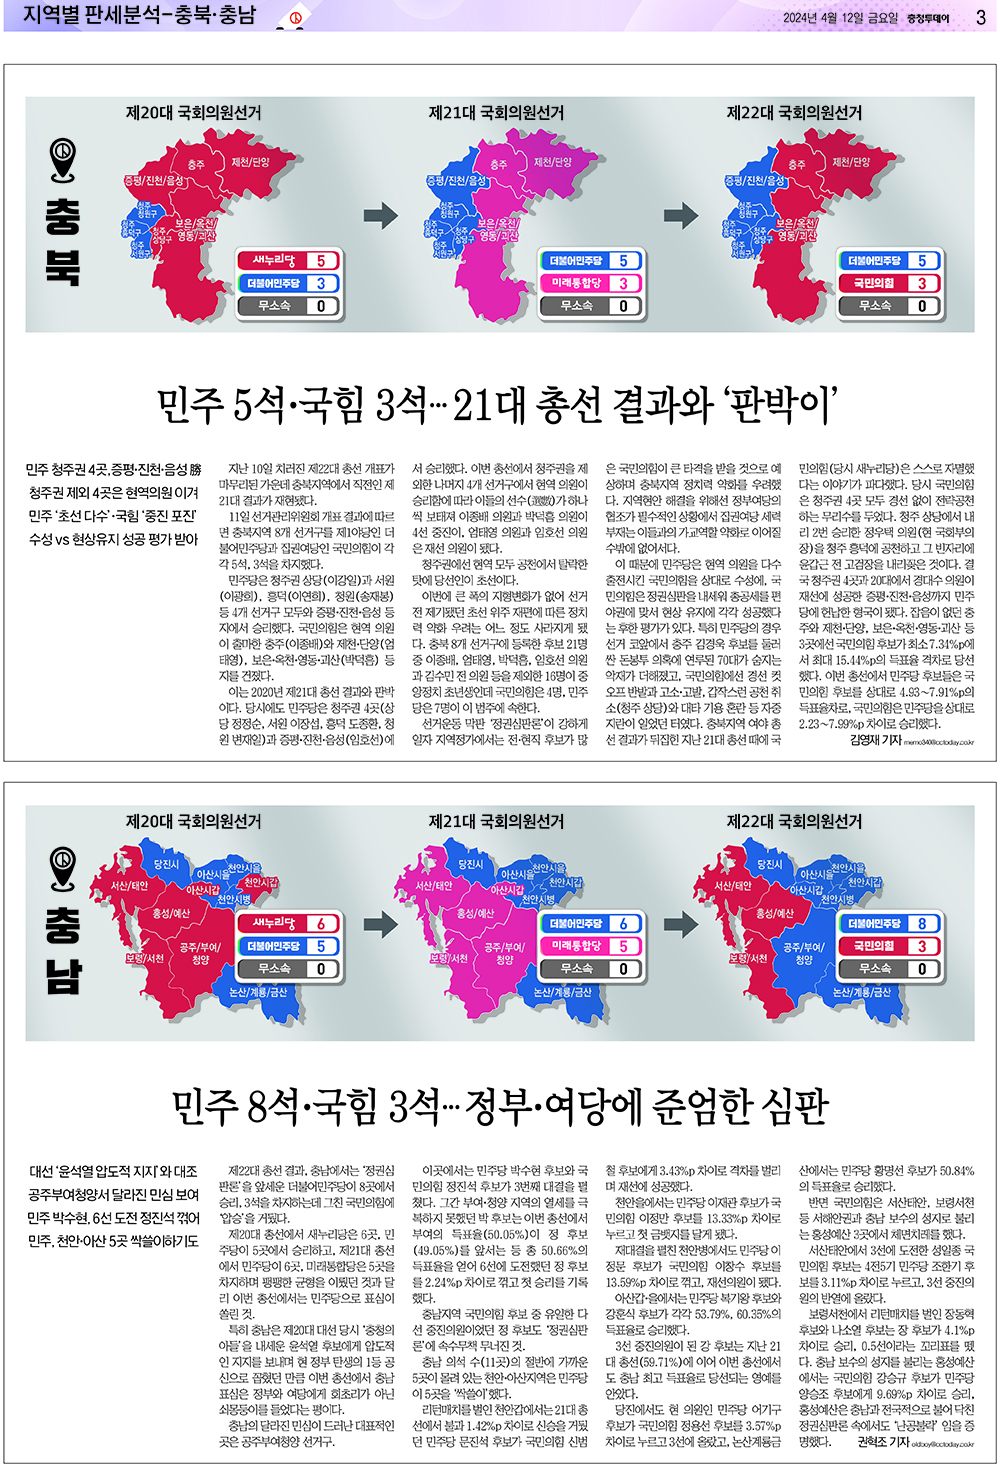 지역별 판세분석-충북·충남
2024년 4월 12일 금요일 충청투데이 3
충북
제20대 국회의원선거
제천/단양
충주
증평/진천/음성
청주 청원구
청주 흥덕구
청주 상당구
청주 서원구
보은/옥천/
영동/괴산
새누리당 5
더불어민주당 3
무소속 0
제21대 국회의원선거
제천/단양
충주
증평/진천/음성
청주 청원구
청주 흥덕구
청주 상당구
청주 서원구
보은/옥천/
영동/괴산
더불어민주당 5
미래통합당 3
무소속 0
제22대 국회의원선거
제천/단양
충주
증평/진천/음성
청주 청원구
청주 흥덕구
청주 상당구
청주 서원구
보은/옥천/
영동/괴산
더불어민주당 5
국민의힘 3
무소속 0
민주 5석·국힘 3석… 21대 총선 결과와 ‘판박이’
민주 청주권 4곳, 증평·진천·음성 勝
청주권 제외 4곳은 현역의원 이겨
민주 ‘초선 다수’·국힘 ‘중진 포진’
수성 vs 현상유지 성공 평가 받아
지난 10일 치러진 제22대 총선 개표가
마무리된 가운데 충북지역에서 직전인 제
21대 결과가 재현됐다.
11일 선거관리위원회 개표 결과에 따르
면 충북지역 8개 선거구를 제1야당인 더
불어민주당과 집권여당인 국민의힘이 각
각 5석, 3석을 차지했다.
민주당은 청주권 상당(이강일)과 서원
(이광희), 흥덕(이연희), 청원(송재봉)
등 4개 선거구 모두와 증평·진천·음성 등
지에서 승리했다. 국민의힘은 현역 의원
이 출마한 충주(이종배)와 제천·단양(엄
태영), 보은·옥천·영동·괴산(박덕흠) 등
지를 건졌다.
이는 2020년 제21대 총선 결과와 판박
이다. 당시에도 민주당은 청주권 4곳(상
당 정정순, 서원 이장섭, 흥덕 도종환, 청
원 변재일)과 증평·진천·음성(임호선)에
서 승리했다. 이번 총선에서 청주권을 제
외한 나머지 4개 선거구에서 현역 의원이
승리함에 따라 이들의 선수(選數)가 하나
씩 보태져 이종배 의원과 박덕흠 의원이
4선 중진이, 엄태영 의원과 임호선 의원
은 재선 의원이 됐다.
청주권에선 현역 모두 공천에서 탈락한
탓에 당선인이 초선이다.
이번에 큰 폭의 지형변화가 없어 선거
전 제기됐던 초선 위주 재편에 따른 정치
력 약화 우려는 어느 정도 사라지게 됐
다. 충북 8개 선거구에 등록한 후보 21명
중 이종배, 엄태영, 박덕흠, 임호선 의원
과 김수민 전 의원 등을 제외한 16명이 중
앙정치 초년생인데 국민의힘은 4명, 민주
당은 7명이 이 범주에 속한다.
선거운동 막판 ‘정권심판론’이 강하게
일자 지역정가에서는 전·현직 후보가 많
은 국민의힘이 큰 타격을 받을 것으로 예
상하며 충북지역 정치력 약화를 우려했
다. 지역현안 해결을 위해선 정부여당의
협조가 필수적인 상황에서 집권여당 세력
부재는 이들과의 가교역할 약화로 이어질
수밖에 없어서다.
이 때문에 민주당은 현역 의원을 다수
출전시킨 국민의힘을 상대로 수성에, 국
민의힘은 정권심판을 내세워 총공세를 편
야권에 맞서 현상 유지에 각각 성공했다
는 후한 평가가 있다. 특히 민주당의 경우
선거 코앞에서 충주 김경욱 후보를 둘러
싼 돈봉투 의혹에 연루된 70대가 숨지는
악재가 더해졌고, 국민의힘에선 경선 컷
오프 반발과 고소·고발, 갑작스런 공천 취
소(청주 상당)와 대타 기용 혼란 등 자중
지란이 일었던 터였다. 충북지역 여야 총
선 결과가 뒤집힌 지난 21대 총선 때에 국
민의힘(당시 새누리당)은 스스로 자멸했
다는 이야기가 파다했다. 당시 국민의힘
은 청주권 4곳 모두 경선 없이 전략공천
하는 무리수를 두었다. 청주 상당에서 내
리 2번 승리한 정우택 의원(현 국회부의
장)을 청주 흥덕에 공천하고 그 빈자리에
윤갑근 전 고검장을 내리꽂은 것이다. 결
국 청주권 4곳과 20대에서 경대수 의원이
재선에 성공한 증평·진천·음성까지 민주
당에 헌납한 형국이 됐다. 잡음이 없던 충
주와 제천·단양, 보은·옥천·영동·괴산 등
3곳에선 국민의힘 후보가 최소 7.34%p에
서 최대 15.44%p의 득표율 격차로 당선
했다. 이번 총선에서 민주당 후보들은 국
민의힘 후보를 상대로 4.93~7.91%p의
득표율차로, 국민의힘은 민주당을 상대로
2.23~7.99%p 차이로 승리했다.
김영재 기자 memo340@cctoday.co.kr
충남
제20대 국회의원선거
당진시
서산/태안
아산시을
천안시을
아산시갑
천안시갑
천안시병
홍성/예산
공주/부여/
청양
보령/서천
논산/계룡/금산
새누리당 6
더불어민주당 5
무소속 0
제21대 국회의원선거
당진시
서산/태안
아산시을
천안시을
아산시갑
천안시갑
천안시병
홍성/예산
공주/부여/
청양
보령/서천
논산/계룡/금산
더불어민주당 6
미래통합당 5
무소속 0
제22대 국회의원선거
당진시
서산/태안
아산시을
천안시을
아산시갑
천안시갑
천안시병
홍성/예산
공주/부여/
청양
보령/서천
논산/계룡/금산
더불어민주당 8
국민의힘 3
무소속 0
민주 8석·국힘 3석… 정부·여당에 준엄한 심판
대선 ‘윤석열 압도적 지지’와 대조
공주부여청양서 달라진 민심 보여
민주 박수현, 6선 도전 정진석 꺾어
민주, 천안·아산 5곳 싹쓸이하기도
제22대 총선 결과, 충남에서는 ‘정권심
판론’을 앞세운 더불어민주당이 8곳에서
승리, 3석을 차지하는데 그친 국민의힘에
‘압승’을 거뒀다.
제20대 총선에서 새누리당은 6곳, 민
주당이 5곳에서 승리하고, 제21대 총선
에서 민주당이 6곳, 미래통합당은 5곳을
차지하며 팽팽한 균형을 이뤘던 것과 달
리 이번 총선에서는 민주당으로 표심이
쏠린 것.
특히 충남은 제20대 대선 당시 ‘충청의
아들’을 내세운 윤석열 후보에게 압도적
인 지지를 보내며 현 정부 탄생의 1등 공
신으로 꼽혔던 만큼 이번 총선에서 충남
표심은 정부와 여당에게 회초리가 아닌
쇠몽둥이를 들었다는 평이다.
충남의 달라진 민심이 드러난 대표적인
곳은 공주부여청양 선거구.
이곳에서는 민주당 박수현 후보와 국
민의힘 정진석 후보가 3번째 대결을 펼
쳤다. 그간 부여·청양 지역의 열세를 극
복하지 못했던 박 후보는 이번 총선에서
부여의 득표율(50.05%)이 정 후보
(49.05%)를 앞서는 등 총 50.66%의
득표율을 얻어 6선에 도전했던 정 후보
를 2.24%p 차이로 꺾고 첫 승리를 기록
했다.
충남지역 국민의힘 후보 중 유일한 다
선 중진의원이었던 정 후보도 ‘정권심판
론’에 속수무책 무너진 것.
충남 의석 수(11곳)의 절반에 가까운
5곳이 몰려 있는 천안·아산지역은 민주당
이 5곳을 ‘싹쓸이’했다.
리턴매치를 벌인 천안갑에서는 21대 총
선에서 불과 1.42%p 차이로 신승을 거뒀
던 민주당 문진석 후보가 국민의힘 신범
철 후보에게 3.43%p 차이로 격차를 벌리
며 재선에 성공했다.
천안을에서는 민주당 이재관 후보가 국
민의힘 이정만 후보를 13.33%p 차이로
누르고 첫 금뱃지를 달게 됐다.
재대결을 펼친 천안병에서도 민주당 이
정문 후보가 국민의힘 이창수 후보를
13.59%p 차이로 꺾고, 재선의원이 됐다.
아산갑·을에서는 민주당 복기왕 후보와
강훈식 후보가 각각 53.79%, 60.35%의
득표율로 승리했다.
3선 중진의원이 된 강 후보는 지난 21
대 총선(59.71%)에 이어 이번 총선에서
도 충남 최고 득표율로 당선되는 영예를
안았다.
당진에서도 현 의원인 민주당 어기구
후보가 국민의힘 정용선 후보를 3.57%p
차이로 누르고 3선에 올랐고, 논산계룡금
산에서는 민주당 황명선 후보가 50.84%
의 득표율로 승리했다.
반면 국민의힘은 서산태안, 보령서천
등 서해안권과 충남 보수의 성지로 불리
는 홍성예산 3곳에서 체면치레를 했다.
서산태안에서 3선에 도전한 성일종 국
민의힘 후보는 4전5기 민주당 조한기 후
보를 3.11%p 차이로 누르고, 3선 중진의
원의 반열에 올랐다.
보령서천에서 리턴매치를 벌인 장동혁
후보와 나소열 후보는 장 후보가 4.1%p
차이로 승리, 0.5선이라는 꼬리표를 뗐
다. 충남 보수의 성지를 불리는 홍성예산
에서는 국민의힘 강승규 후보가 민주당
양승조 후보에게 9.69%p 차이로 승리,
홍성예산은 충남과 전국적으로 불어 닥친
정권심판론 속에서도 ‘난공불락’ 임을 증
명했다. 권혁조 기자 oldboy@cctoday.co.kr